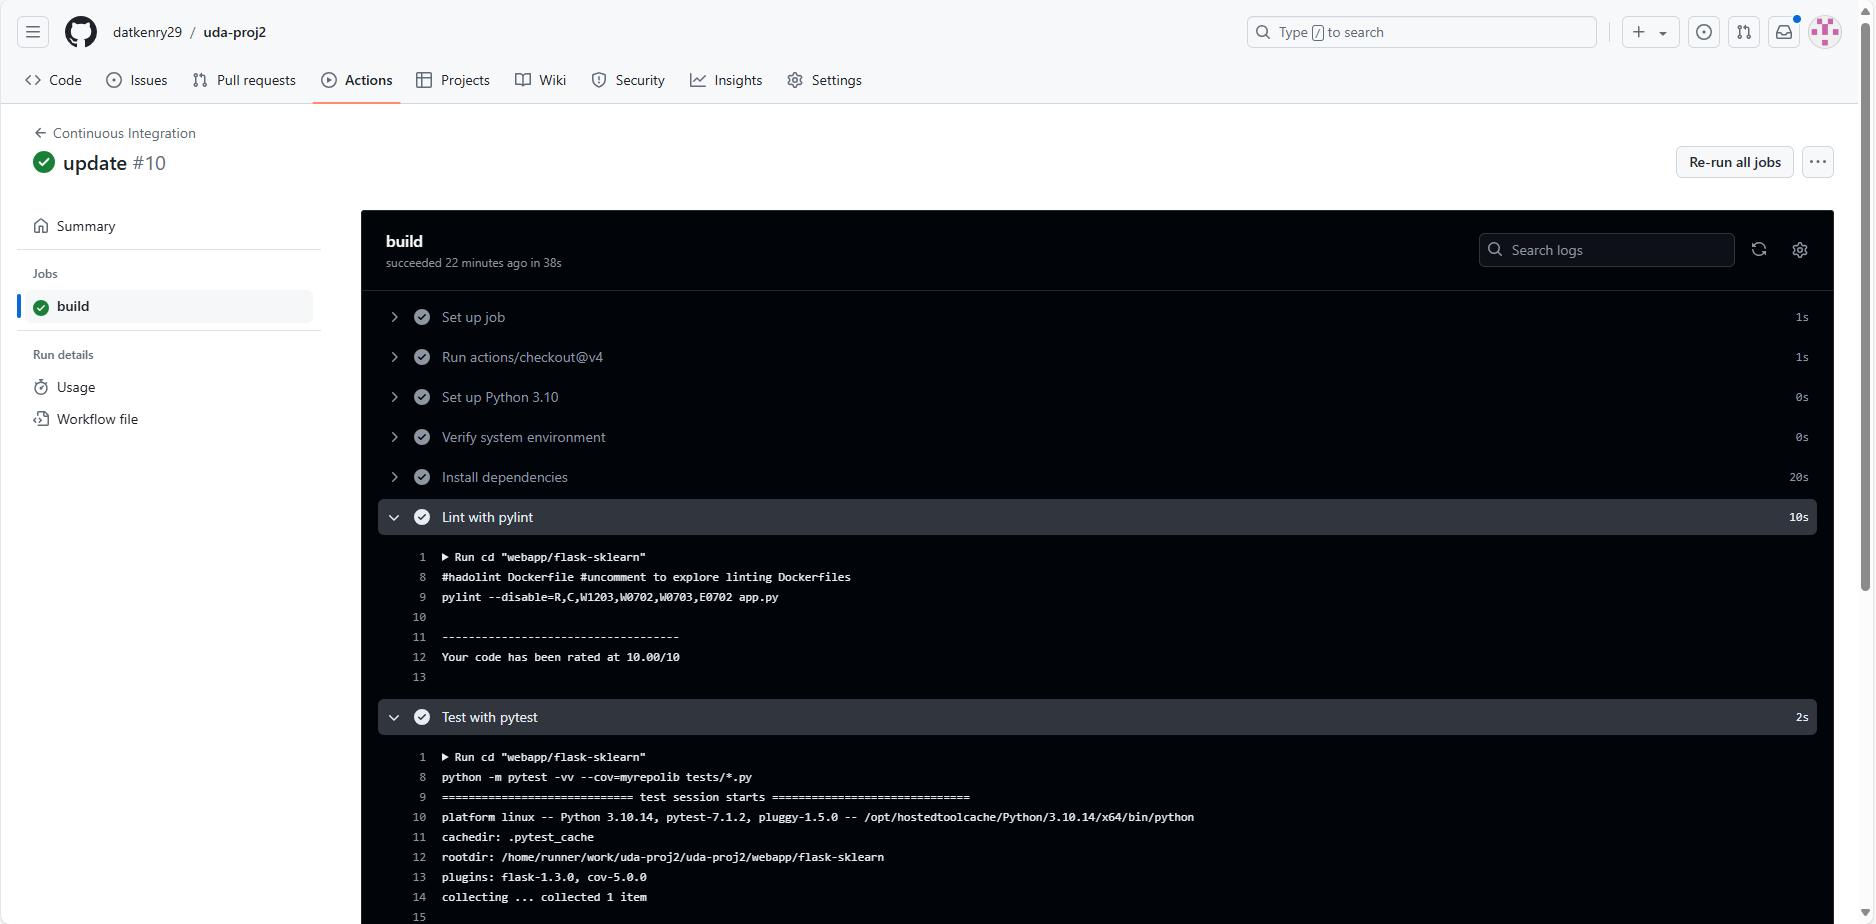 datkenry29 / uda-proj2
Type / to search
Code Issues Pull requests Actions Projects Wiki Security Insights Settings
Continuous Integration
update #10
Re-run all jobs
Summary
Jobs
build
Run details
Usage
Workflow file
build
succeeded 22 minutes ago in 38s
Search logs
Set up job 1s
Run actions/checkout@v4 1s
Set up Python 3.10 0s
Verify system environment 0s
Install dependencies 20s
Lint with pylint 10s
1 Run cd "webapp/flask-sklearn"
8 #hadolint Dockerfile #uncomment to explore linting Dockerfiles
9 pylint --disable=R,C,W1203,W0702,W0703,E0702 app.py
10
11 ------------------------------------
12 Your code has been rated at 10.00/10
13
Test with pytest 2s
1 Run cd "webapp/flask-sklearn"
8 python -m pytest -vv --cov=myrepolib tests/*.py
9 ============================= test session starts ==============================
10 platform linux -- Python 3.10.14, pytest-7.1.2, pluggy-1.5.0 -- /opt/hostedtoolcache/Python/3.10.14/x64/bin/python
11 cachedir: .pytest_cache
12 rootdir: /home/runner/work/uda-proj2/uda-proj2/webapp/flask-sklearn
13 plugins: flask-1.3.0, cov-5.0.0
14 collecting ... collected 1 item
15